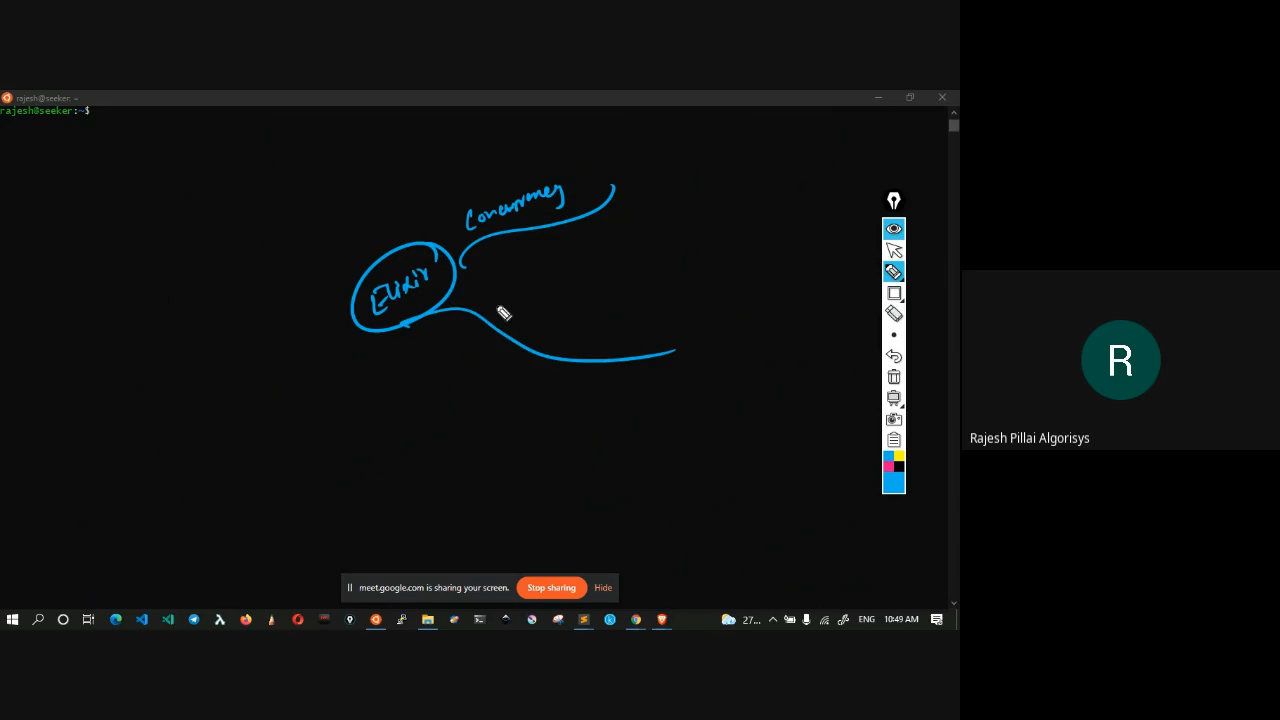 rajesh@seeker: ~
rajesh@seeker:~$
Concurrency
Elixir
R
Rajesh Pillai Algorisys
meet.google.com is sharing your screen.
Stop sharing
Hide
27...
ENG
10:49 AM